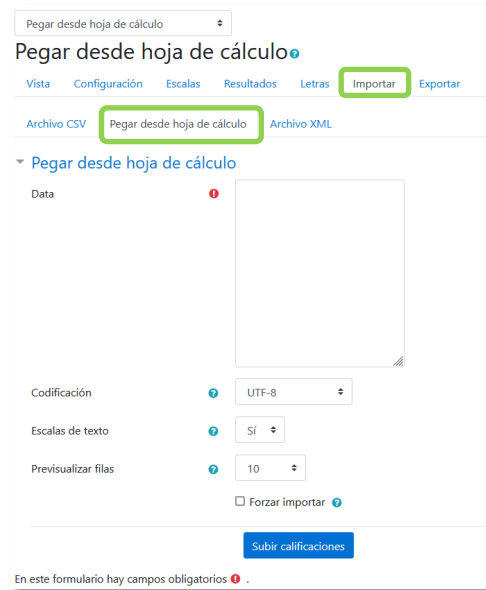 Pegar desde hoja de cálculo
Pegar desde hoja de cálculo
Vista Configuración Escalas Resultados Letras Importar Exportar
Archivo CSV Pegar desde hoja de cálculo Archivo XML
Pegar desde hoja de cálculo
Data
Codificación UTF-8
Escalas de texto Sí
Previsualizar filas 10
Forzar importar
Subir calificaciones
En este formulario hay campos obligatorios .